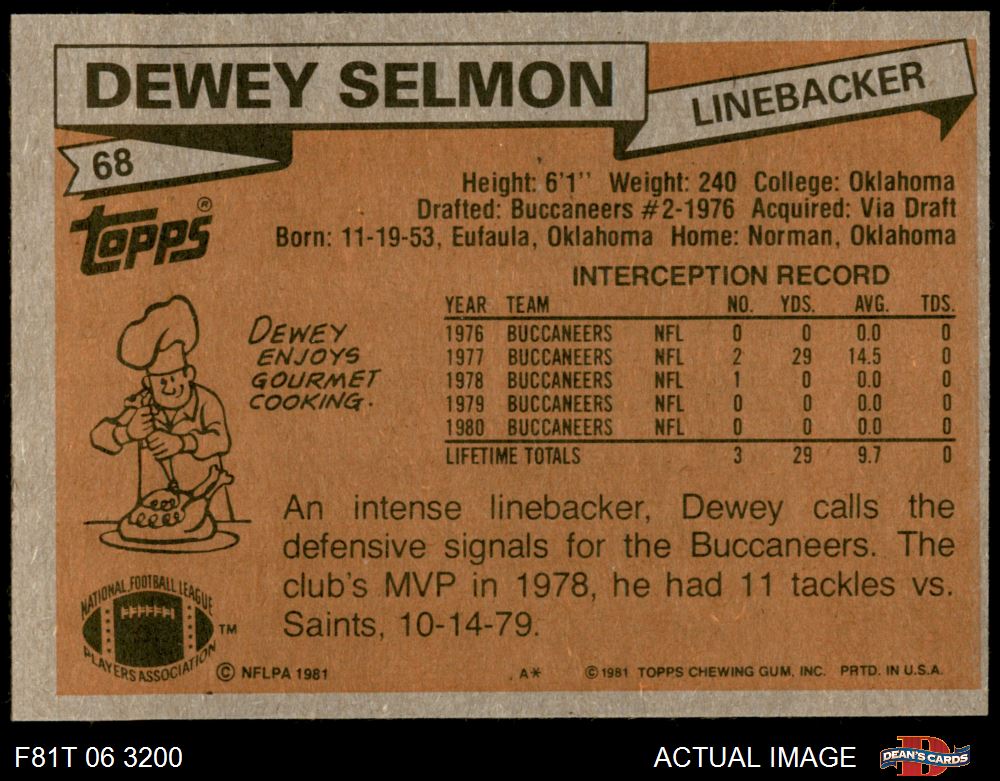 DEWEY SELMON
LINEBACKER
68
TOPPS®
Height: 6'1'' Weight: 240 College: Oklahoma
Drafted: Buccaneers #2-1976 Acquired: Via Draft
Born: 11-19-53, Eufaula, Oklahoma Home: Norman, Oklahoma
INTERCEPTION RECORD
YEAR TEAM NO. YDS. AVG. TDS.
1976 BUCCANEERS NFL 0 0 0.0 0
1977 BUCCANEERS NFL 2 29 14.5 0
1978 BUCCANEERS NFL 1 0 0.0 0
1979 BUCCANEERS NFL 0 0 0.0 0
1980 BUCCANEERS NFL 0 0 0.0 0
LIFETIME TOTALS 3 29 9.7 0
DEWEY
ENJOYS
GOURMET
COOKING.
An intense linebacker, Dewey calls the
defensive signals for the Buccaneers. The
club's MVP in 1978, he had 11 tackles vs.
Saints, 10-14-79.
NATIONAL FOOTBALL LEAGUE
PLAYERS ASSOCIATION
TM
© NFLPA 1981
A*
© 1981 TOPPS CHEWING GUM, INC. PRTD. IN U.S.A.
F81T 06 3200
ACTUAL IMAGE
DEAN'S CARDS